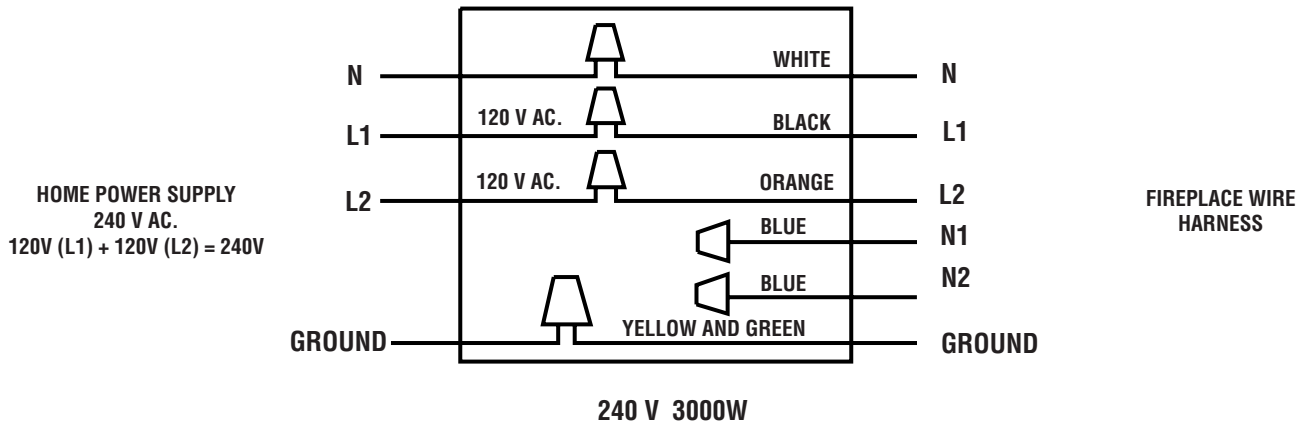 N
WHITE
N
L1
120 V AC.
BLACK
L1
L2
120 V AC.
ORANGE
L2
HOME POWER SUPPLY
240 V AC.
120V (L1) + 120V (L2) = 240V
FIREPLACE WIRE
HARNESS
BLUE
N1
BLUE
N2
GROUND
YELLOW AND GREEN
GROUND
240 V 3000W